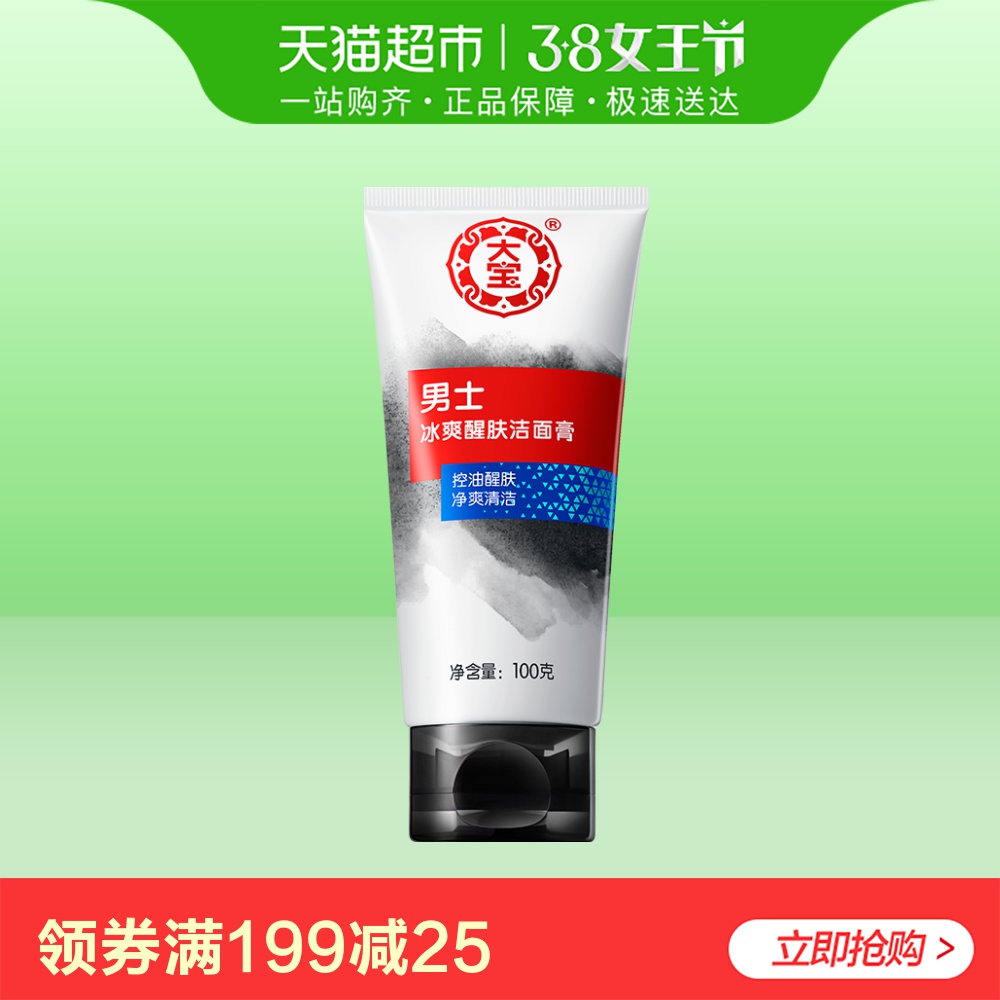 天猫超市 | 3.8女王节
一站购齐·正品保障·极速送达
大宝®
男士
冰爽醒肤洁面膏
控油醒肤
净爽清洁
净含量：100克
领券满199减25
立即抢购 >